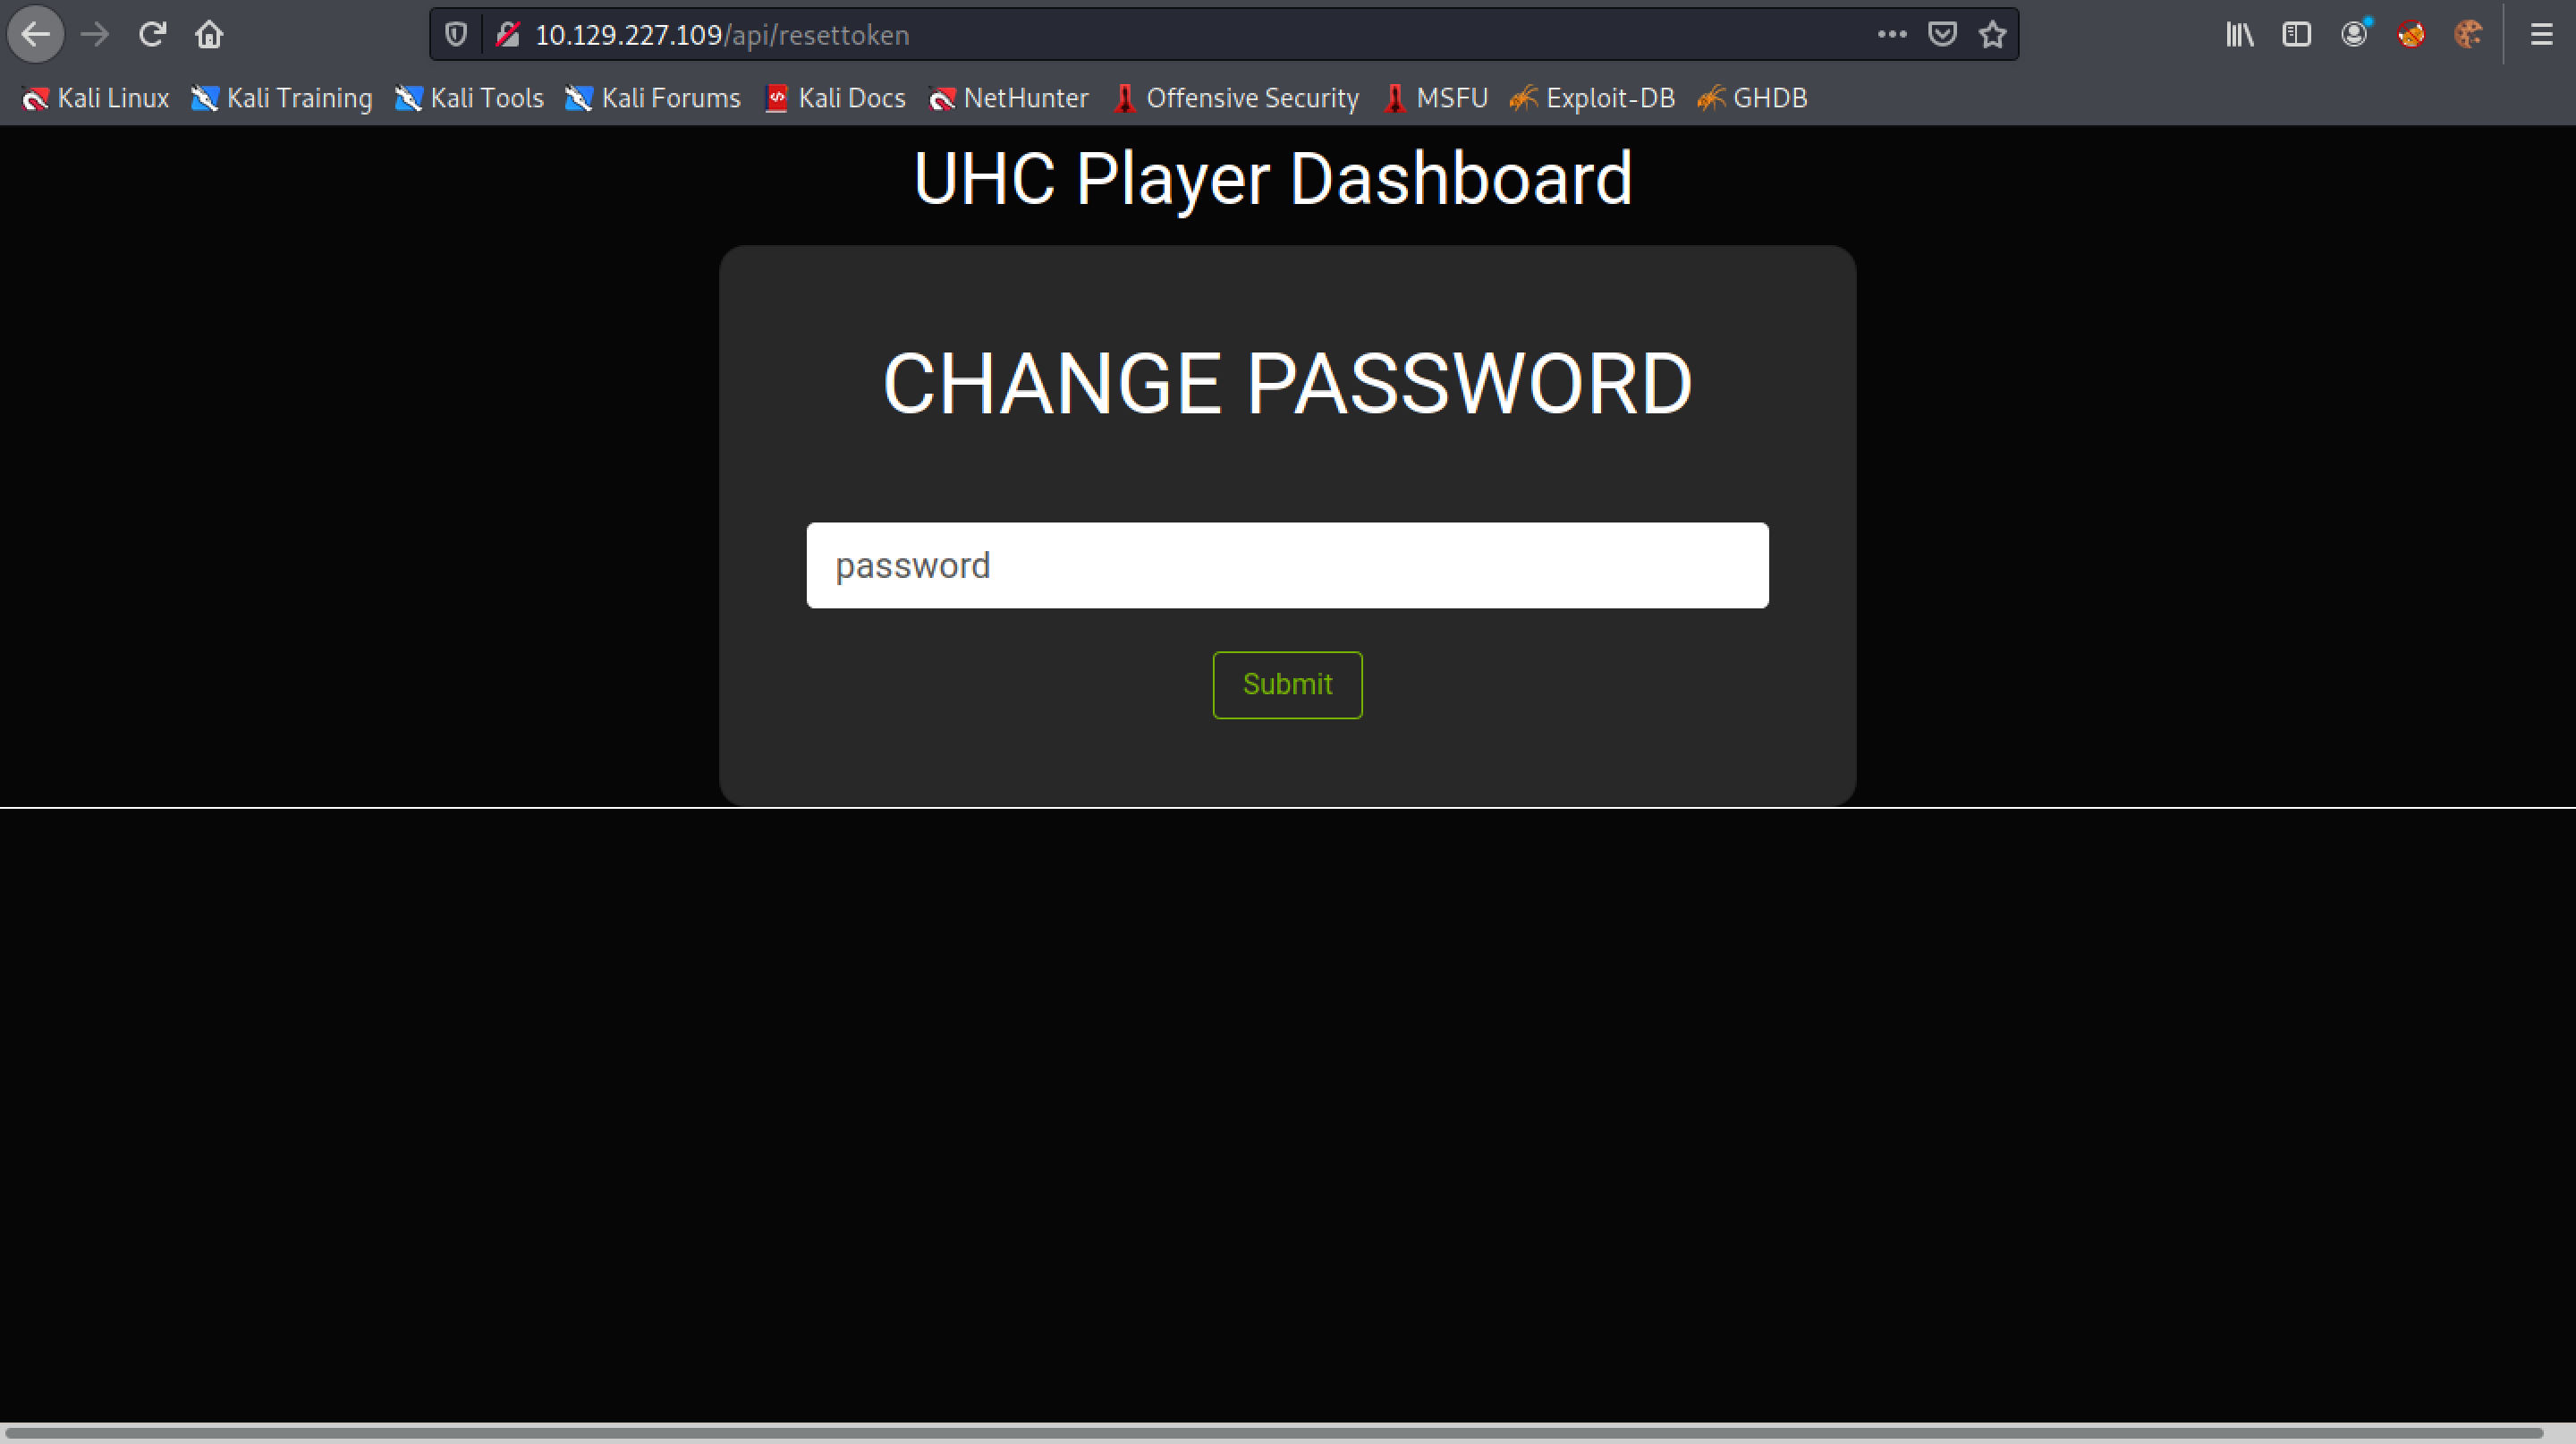 10.129.227.109/api/resettoken
Kali Linux Kali Training Kali Tools Kali Forums Kali Docs NetHunter Offensive Security MSFU Exploit-DB GHDB
UHC Player Dashboard
CHANGE PASSWORD
password
Submit